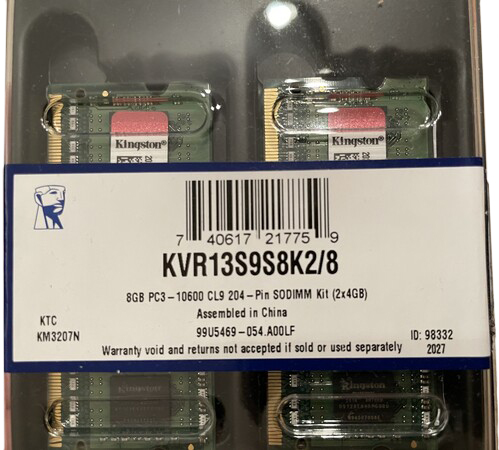 Kingston
Kingston
7 40617 21775 9
KVR13S9S8K2/8
8GB PC3-10600 CL9 204-Pin SODIMM Kit (2x4GB)
Assembled in China
KTC
99U5469-054.A00LF
KM3207N
ID: 98332
Warranty void and returns not accepted if sold or used separately
2027
Kingston
Kingston